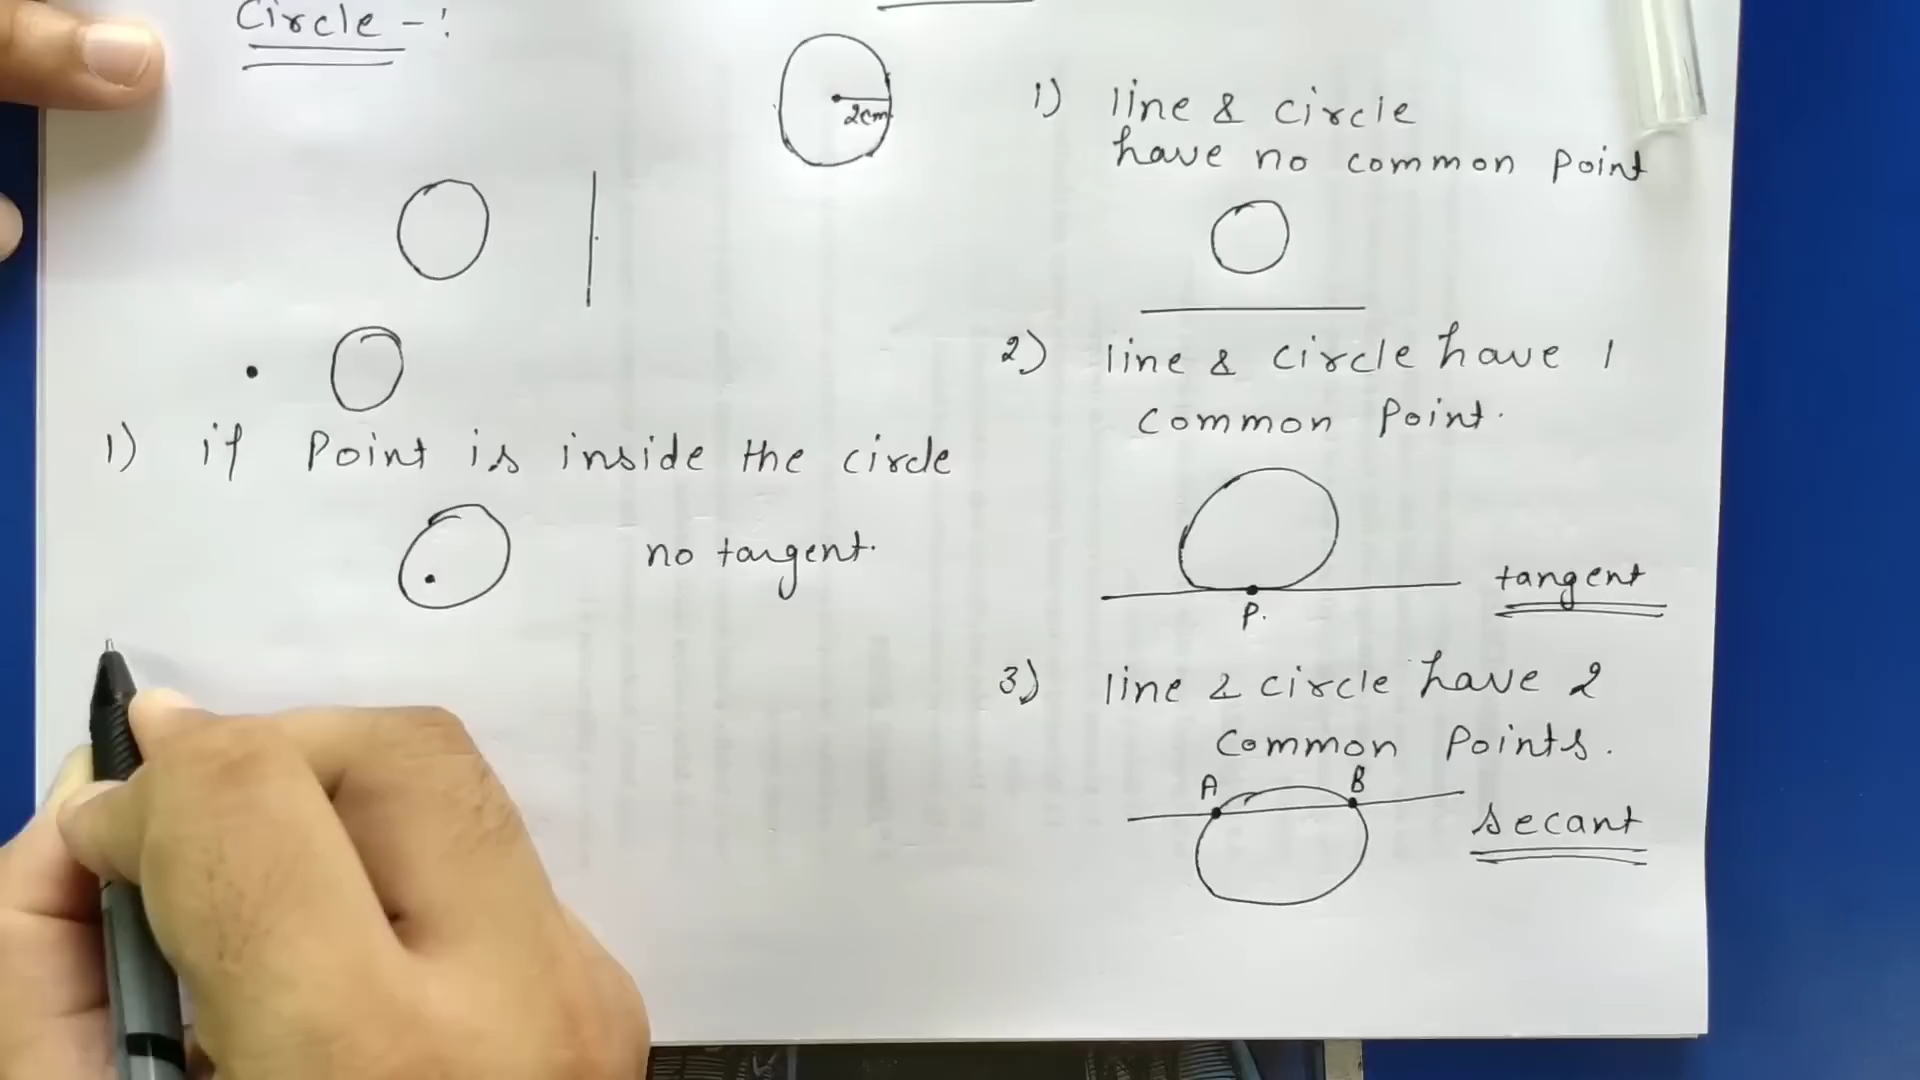 Circle -:
2cm
1) if Point is inside the circle
no tangent.
1) line & circle
have no common point
2) line & circle have 1
common point.
P.
tangent
3) line & circle have 2
common points.
A B
secant